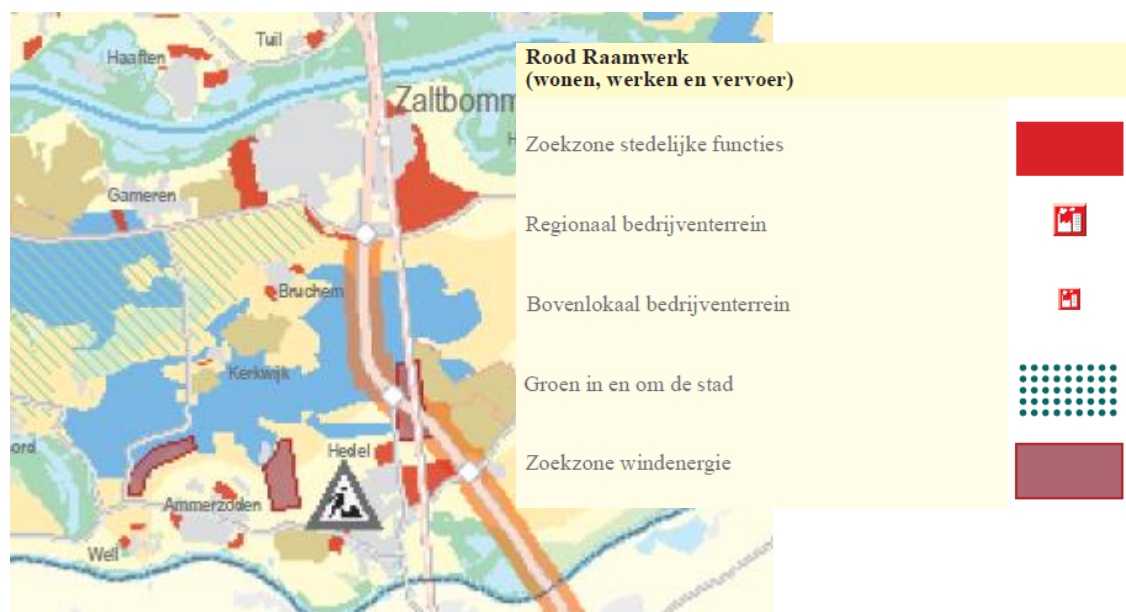 Tuil
Haaften
Zaltbomm
Gameren
Bruchem
Kerkwijk
ord
Hedel
Ammerzoden
Well
Rood Raamwerk
(wonen, werken en vervoer)
Zoekzone stedelijke functies
Regionaal bedrijventerrein
Bovenlokaal bedrijventerrein
Groen in en om de stad
Zoekzone windenergie